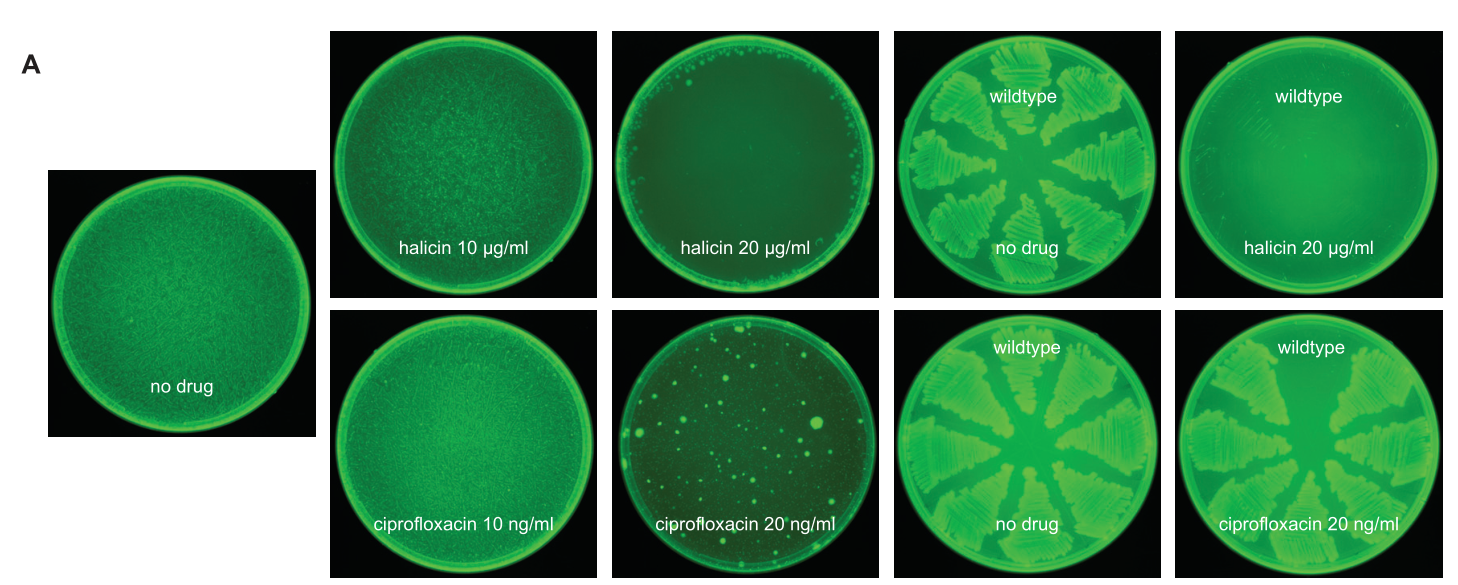 A
no drug
halicin 10 µg/ml
halicin 20 µg/ml
wildtype
no drug
wildtype
halicin 20 µg/ml
ciprofloxacin 10 ng/ml
ciprofloxacin 20 ng/ml
wildtype
no drug
wildtype
ciprofloxacin 20 ng/ml